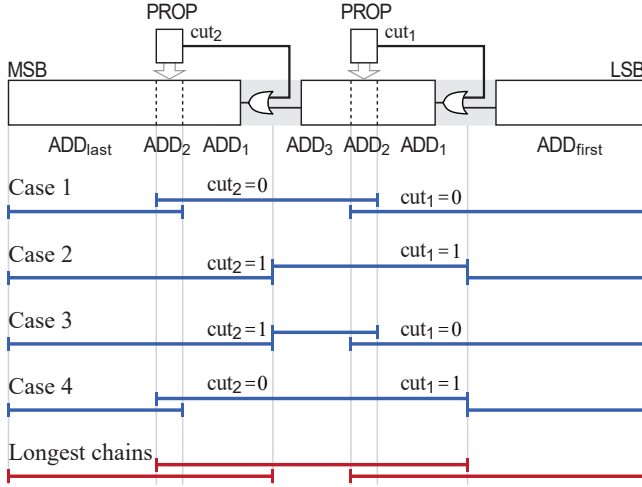 PROP PROP
cut2 cut1
MSB LSB
ADDlast ADD2 ADD1 ADD3 ADD2 ADD1 ADDfirst
Case 1 cut2=0 cut1=0
Case 2 cut2=1 cut1=1
Case 3 cut2=1 cut1=0
Case 4 cut2=0 cut1=1
Longest chains